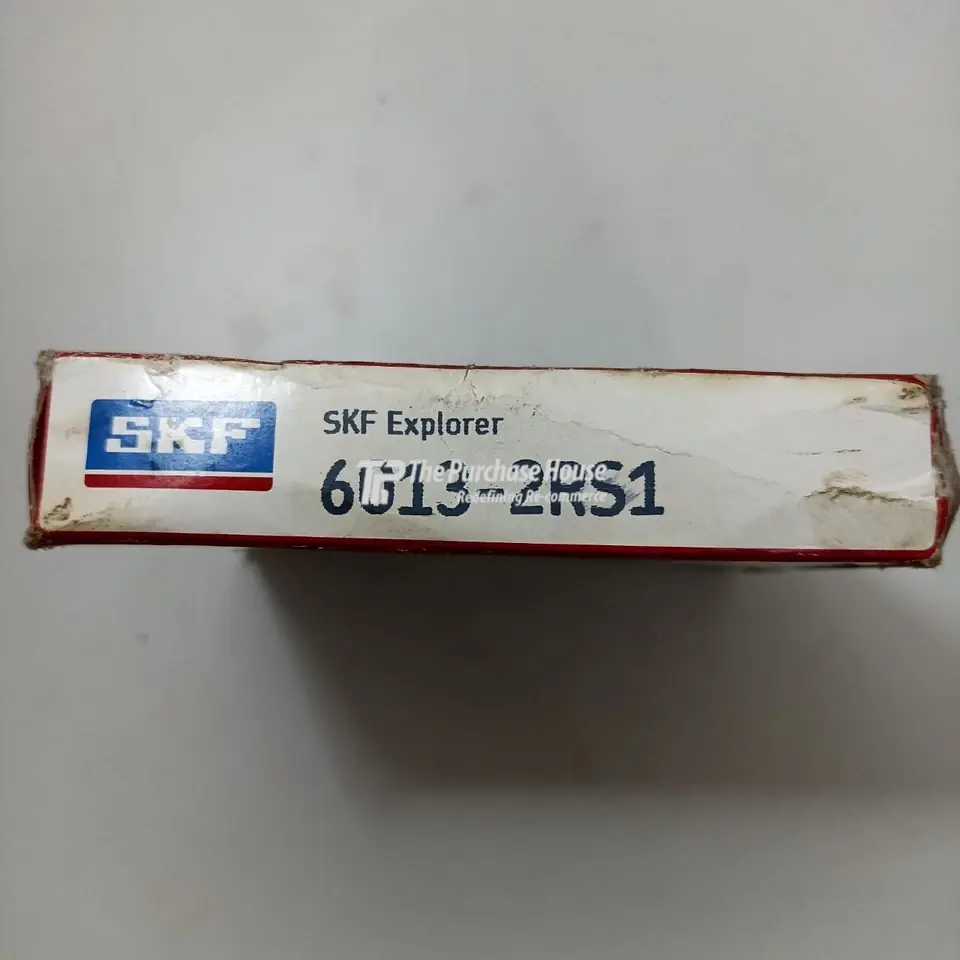 SKF
SKF Explorer
6013-2RS1
The Purchase House
Redefining Re-commerce